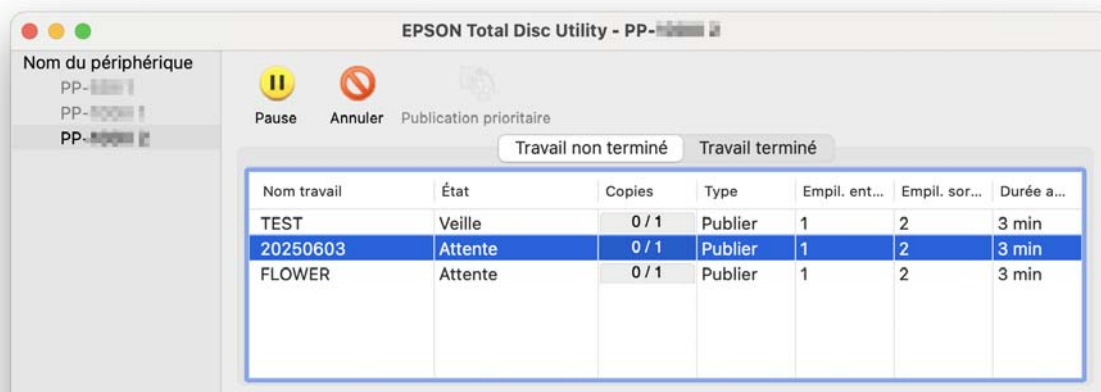 EPSON Total Disc Utility - PP-
Nom du périphérique
PP-
PP-
PP-
Pause Annuler Publication prioritaire
Travail non terminé Travail terminé
Nom travail État Copies Type Empil. ent... Empil. sor... Durée a...
TEST Veille 0 / 1 Publier 1 2 3 min
20250603 Attente 0 / 1 Publier 1 2 3 min
FLOWER Attente 0 / 1 Publier 1 2 3 min